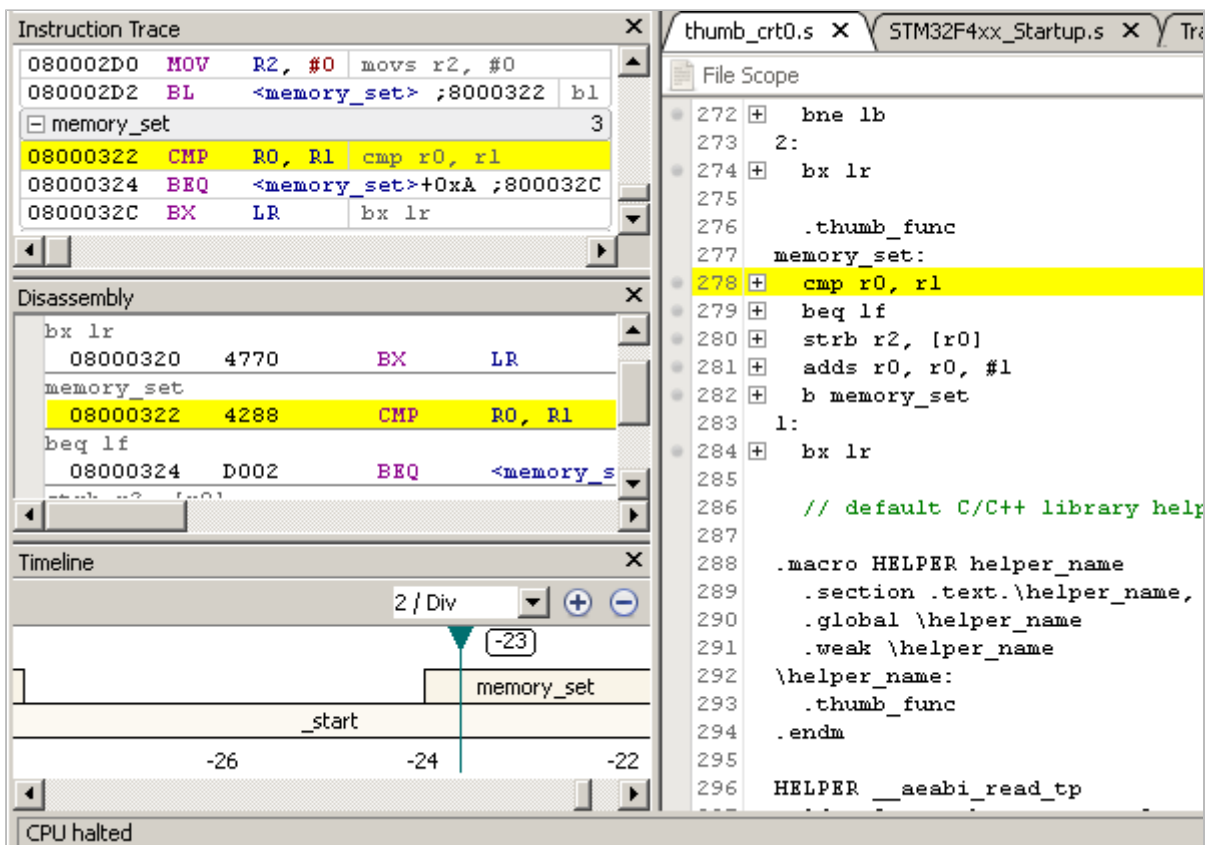 Instruction Trace
080002D0 MOV R2, #0 movs r2, #0
080002D2 BL <memory_set> ;8000322 bl
memory_set 3
08000322 CMP R0, R1 cmp r0, r1
08000324 BEQ <memory_set>+0xA ;800032C
0800032C BX LR bx lr
Disassembly
bx lr
08000320 4770 BX LR
memory_set
08000322 4288 CMP R0, R1
beq 1f
08000324 D002 BEQ <memory_s
Timeline
2 / Div
-23
memory_set
_start
-26 -24 -22
CPU halted
thumb_crt0.s STM32F4xx_Startup.s Tra
File Scope
272 bne 1b
273 2:
274 bx lr
275
276 .thumb_func
277 memory_set:
278 cmp r0, r1
279 beq 1f
280 strb r2, [r0]
281 adds r0, r0, #1
282 b memory_set
283 1:
284 bx lr
285
286 // default C/C++ library help
287
288 .macro HELPER helper_name
289 .section .text.\helper_name,
290 .global \helper_name
291 .weak \helper_name
292 \helper_name:
293 .thumb_func
294 .endm
295
296 HELPER __aeabi_read_tp